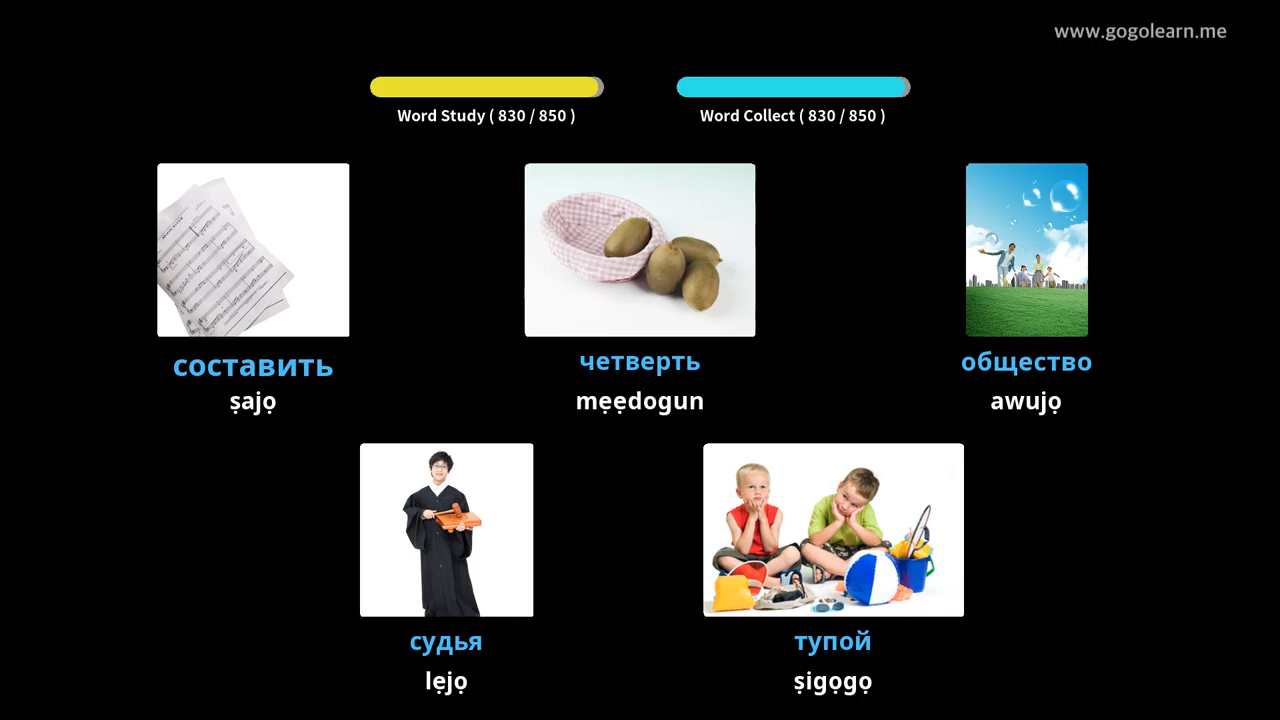 www.gogolearn.me
Word Study ( 830 / 850 )
Word Collect ( 830 / 850 )
составить
четверть
общество
ṣajọ
mẹẹdogun
awujọ
судья
тупой
lẹjọ
ṣigọgọ